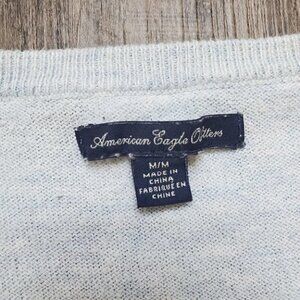 American Eagle Outfitters
M/M
MADE IN
CHINA
FABRIQUÉ EN
CHINE